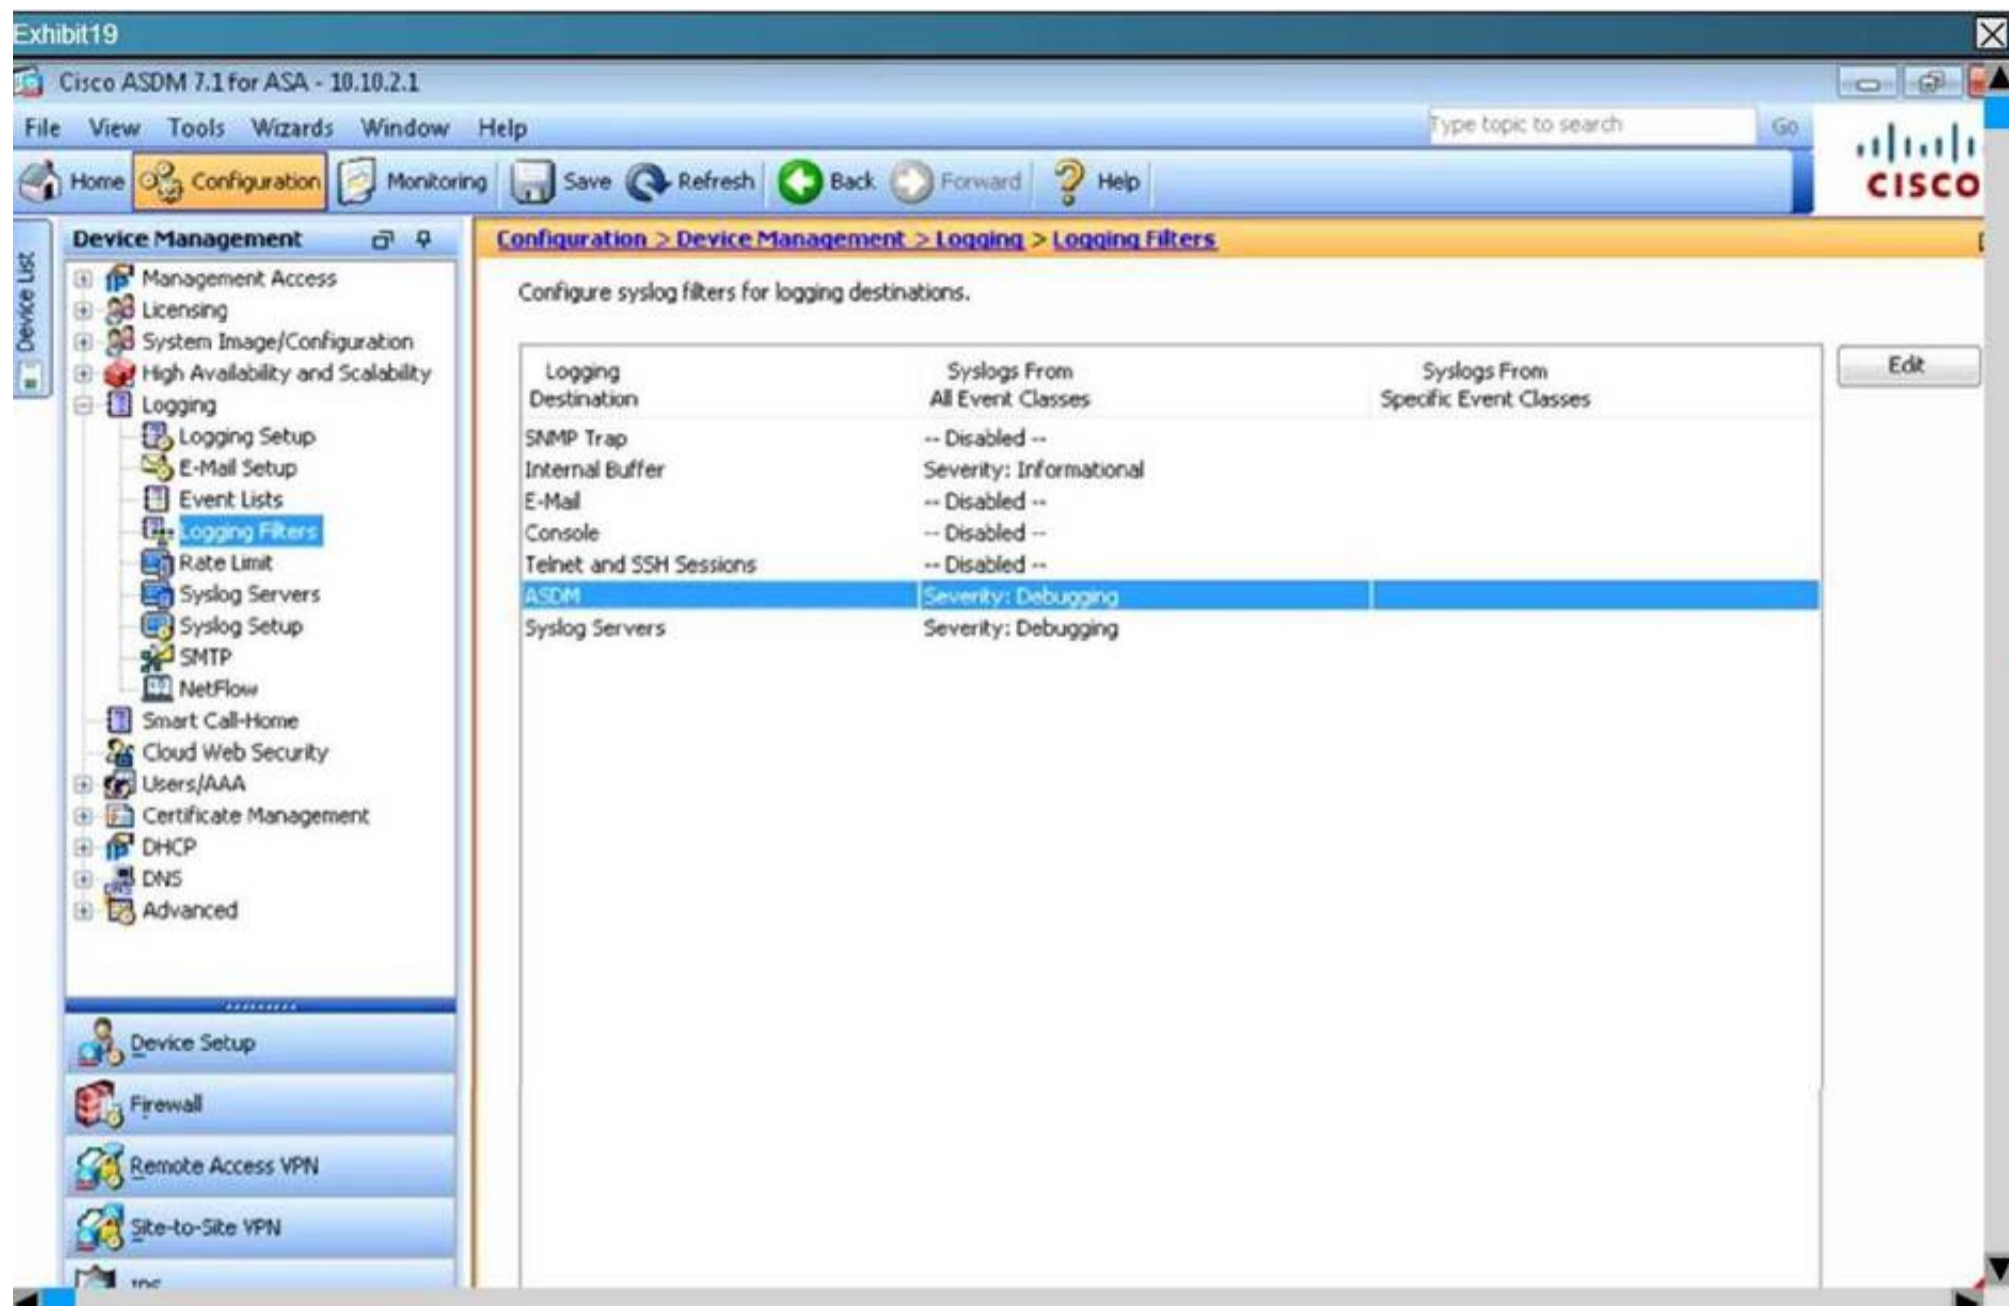 Exhibit19
Cisco ASDM 7.1 for ASA - 10.10.2.1
File View Tools Wizards Window Help
Type topic to search Go
Home Configuration Monitoring Save Refresh Back Forward Help
CISCO
Device List
Device Management
Management Access
Licensing
System Image/Configuration
High Availability and Scalability
Logging
Logging Setup
E-Mail Setup
Event Lists
Logging Filters
Rate Limit
Syslog Servers
Syslog Setup
SMTP
NetFlow
Smart Call-Home
Cloud Web Security
Users/AAA
Certificate Management
DHCP
DNS
Advanced
Device Setup
Firewall
Remote Access VPN
Site-to-Site VPN
Configuration > Device Management > Logging > Logging Filters
Configure syslog filters for logging destinations.
Logging Syslogs From Syslogs From
Destination All Event Classes Specific Event Classes
SNMP Trap -- Disabled --
Internal Buffer Severity: Informational
E-Mail -- Disabled --
Console -- Disabled --
Telnet and SSH Sessions -- Disabled --
ASDM Severity: Debugging
Syslog Servers Severity: Debugging
Edit